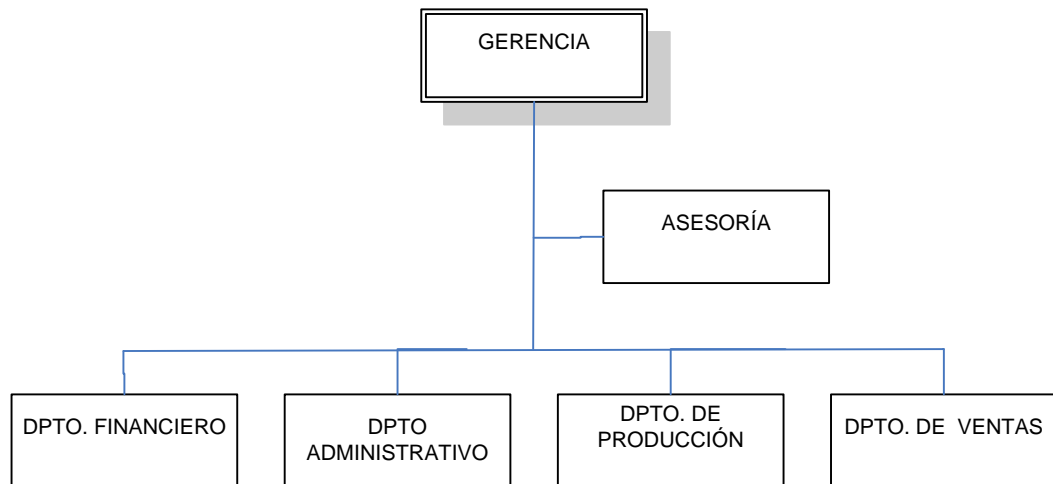 GERENCIA
ASESORÍA
DPTO. FINANCIERO
DPTO
ADMINISTRATIVO
DPTO. DE
PRODUCCIÓN
DPTO. DE  VENTAS